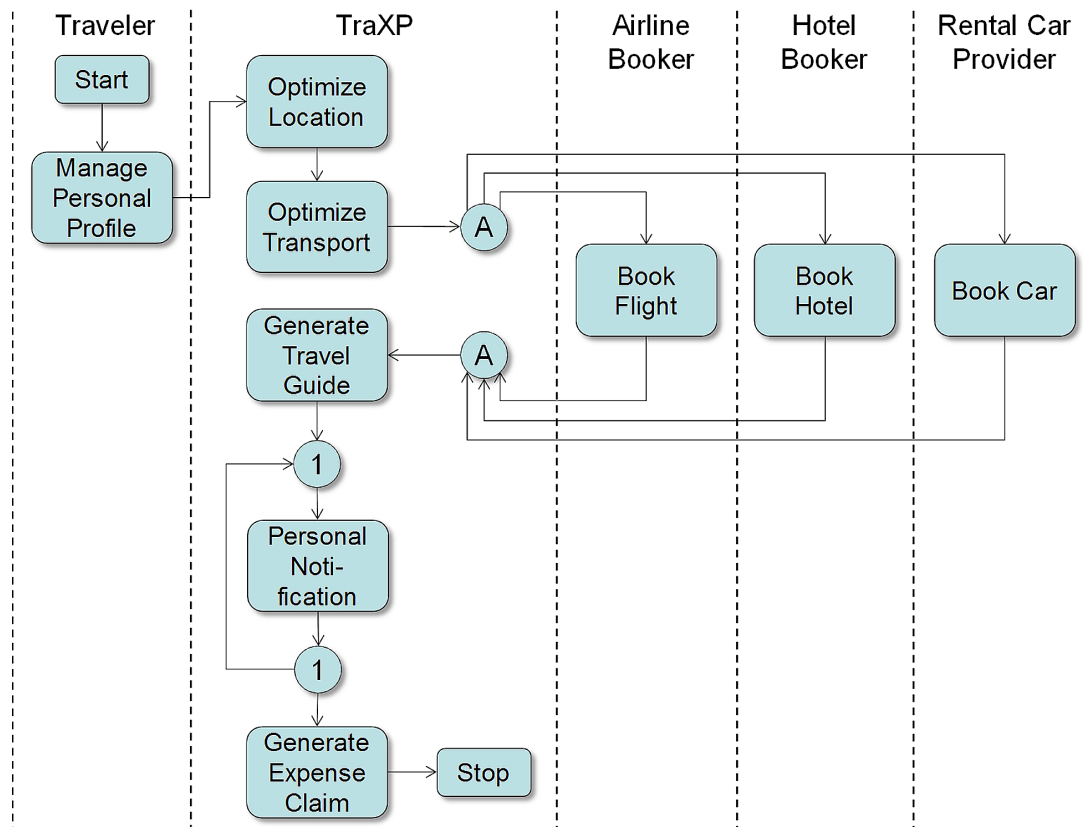 Traveler
TraXP
Airline
Booker
Hotel
Booker
Rental Car
Provider
Start
Optimize
Location
Manage
Personal
Profile
Optimize
Transport
A
Book
Flight
Book
Hotel
Book Car
Generate
Travel
Guide
A
1
Personal
Noti-
fication
1
Generate
Expense
Claim
Stop